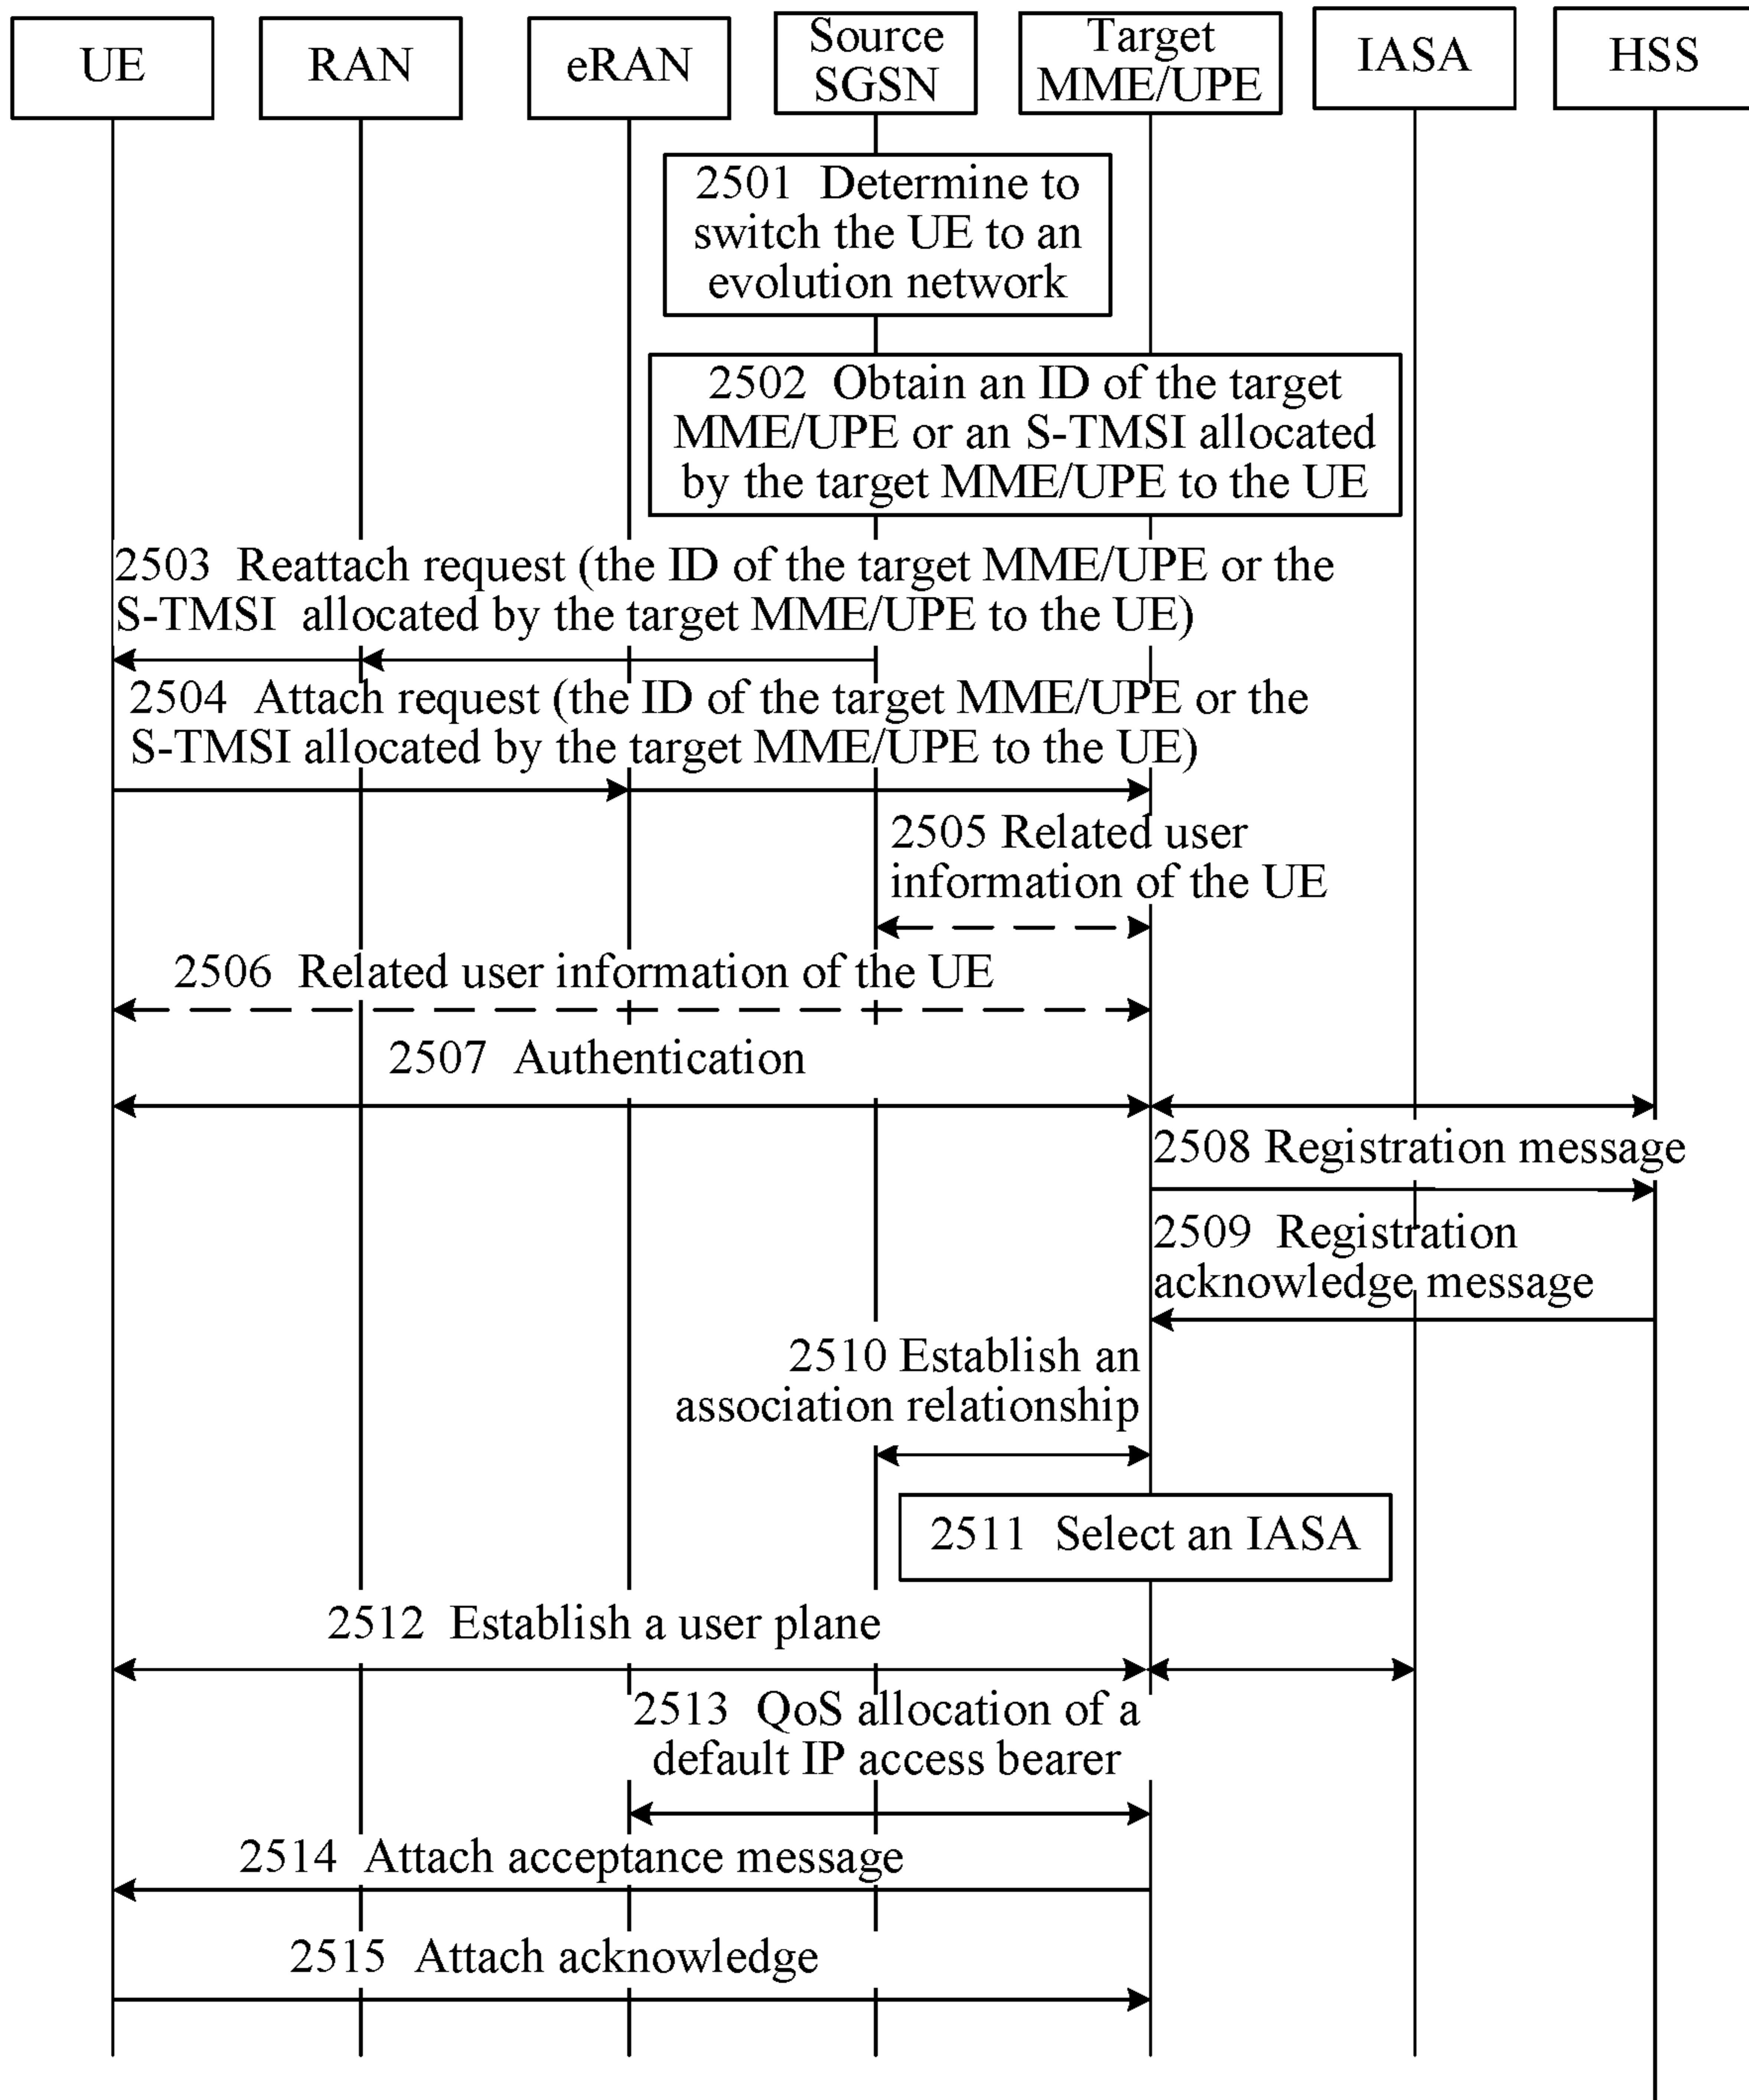 UE
RAN
eRAN
Source
SGSN
Target
MME/UPE
IASA
HSS
2501 Determine to
switch the UE to an
evolution network
2502 Obtain an ID of the target
MME/UPE or an S-TMSI allocated
by the target MME/UPE to the UE
2503 Reattach request (the ID of the target MME/UPE or the
S-TMSI allocated by the target MME/UPE to the UE)
2504 Attach request (the ID of the target MME/UPE or the
S-TMSI allocated by the target MME/UPE to the UE)
2505 Related user
information of the UE
2506 Related user information of the UE
2507 Authentication
2508 Registration message
2509 Registration
acknowledge message
2510 Establish an
association relationship
2511 Select an IASA
2512 Establish a user plane
2513 QoS allocation of a
default IP access bearer
2514 Attach acceptance message
2515 Attach acknowledge